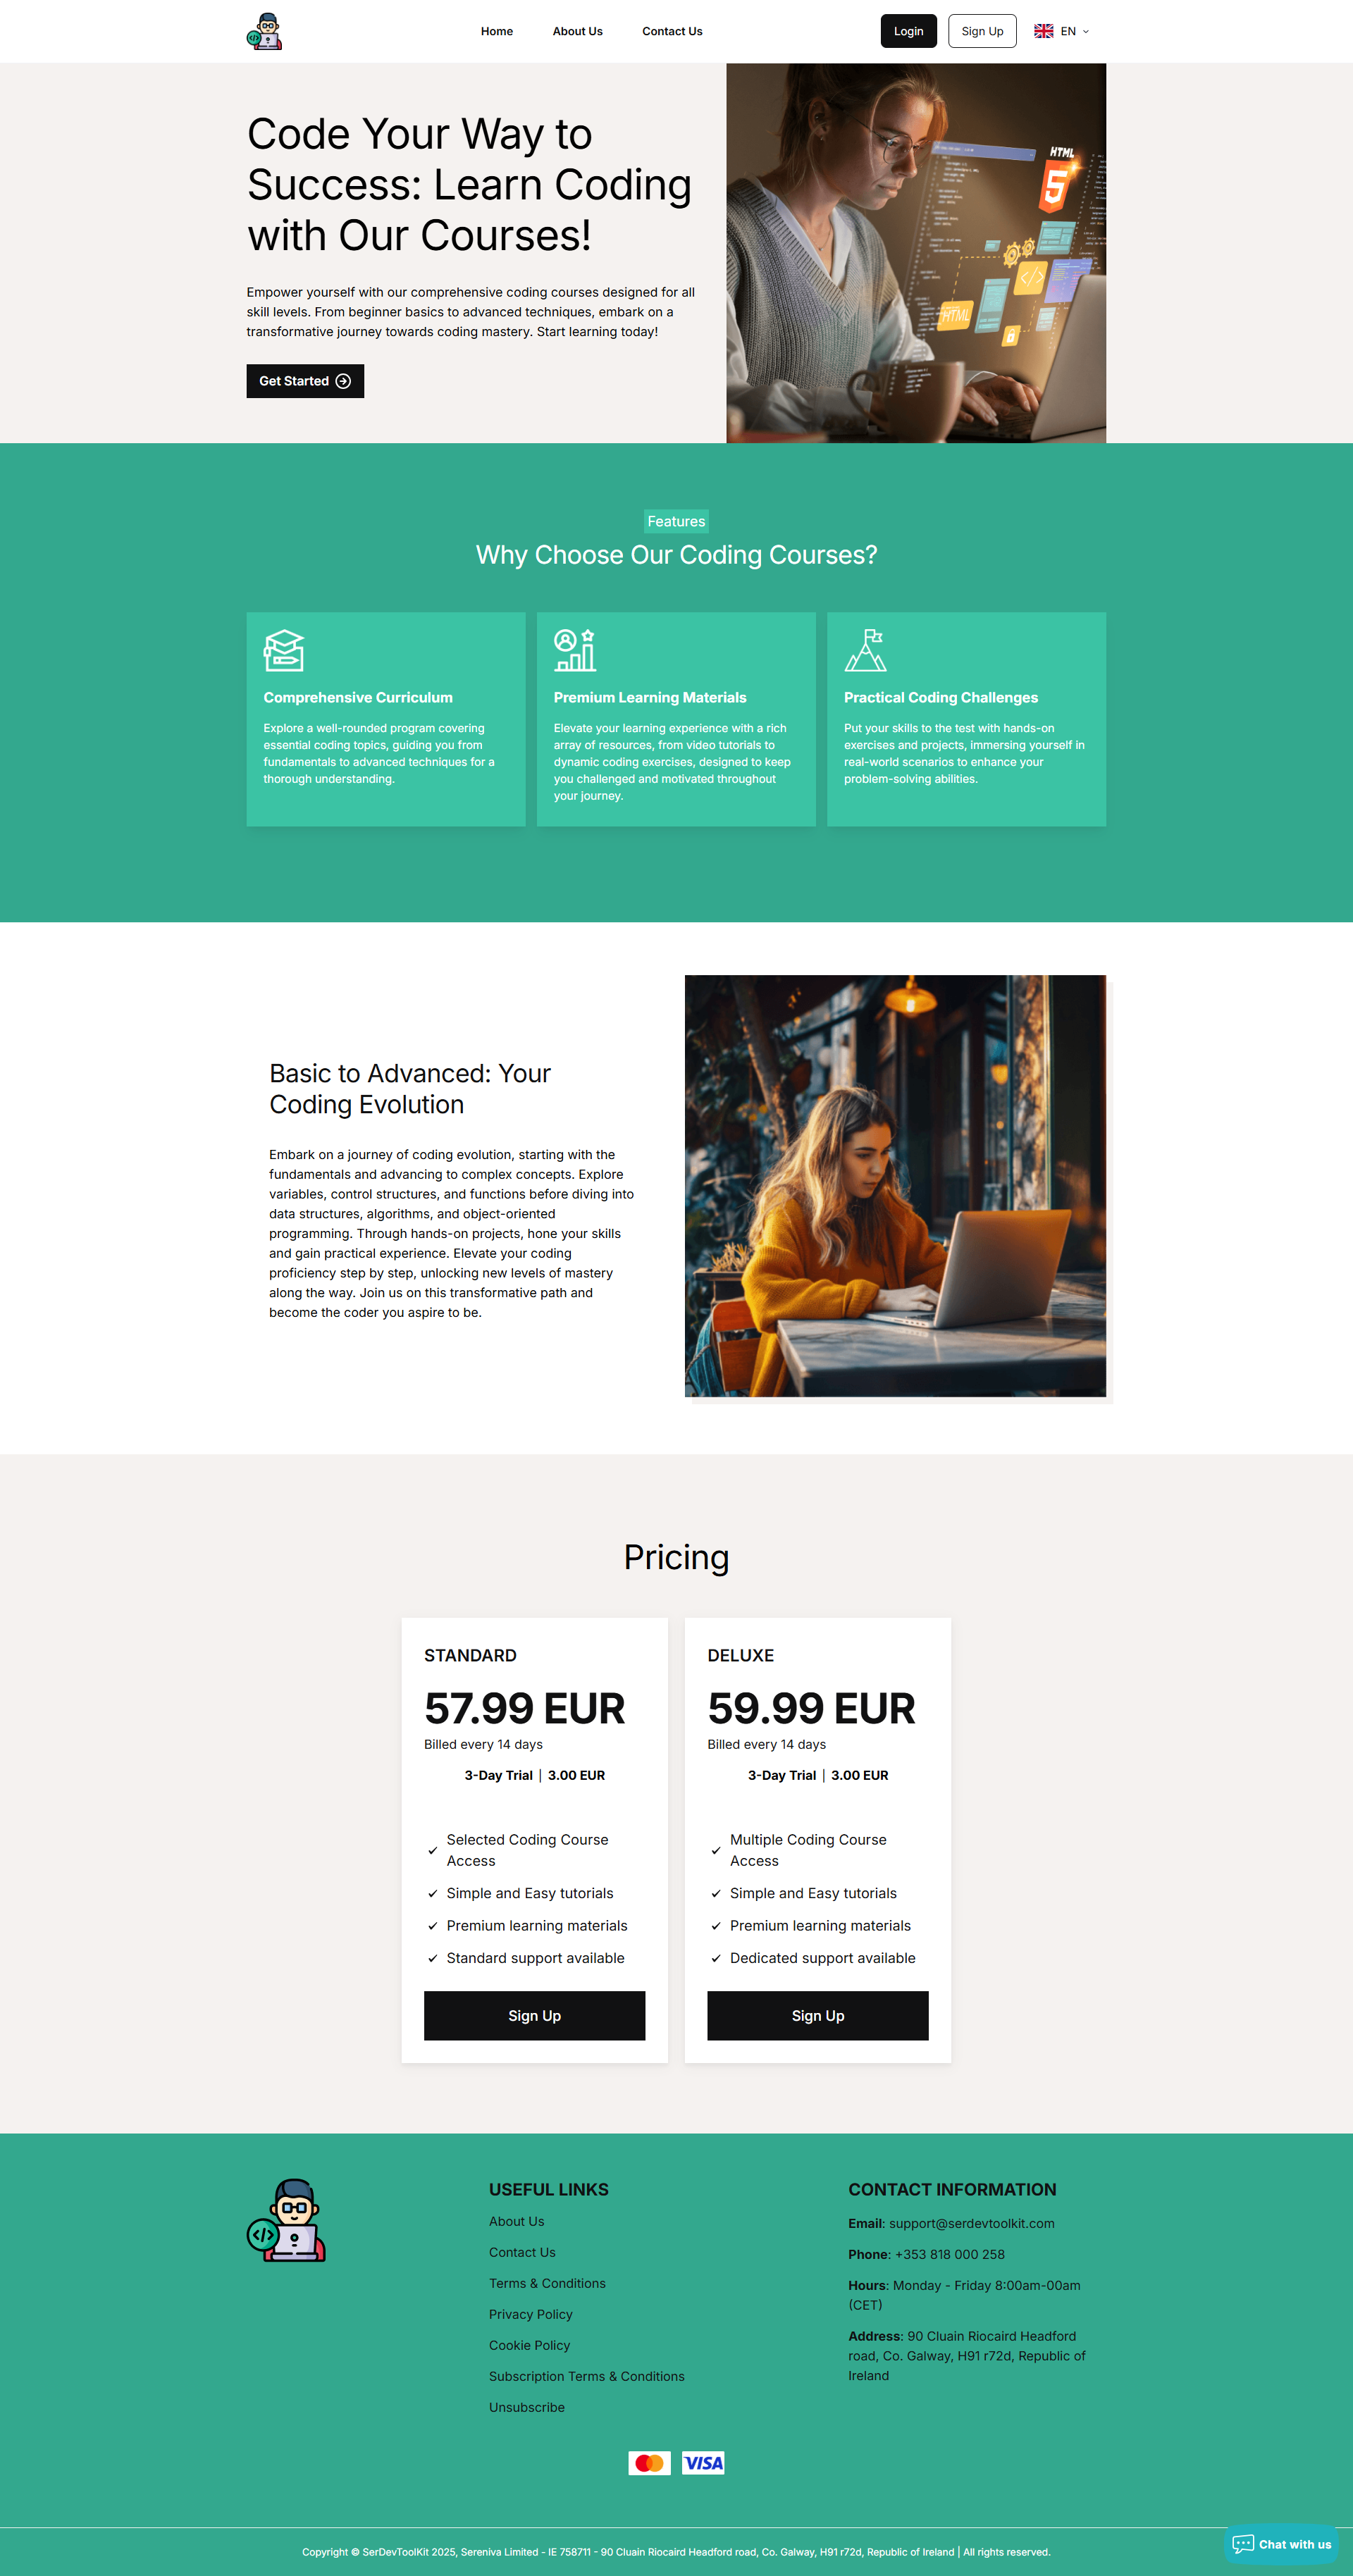 Home
About Us
Contact Us
Login
Sign Up
EN
Code Your Way to
Success: Learn Coding
with Our Courses!
Empower yourself with our comprehensive coding courses designed for all
skill levels. From beginner basics to advanced techniques, embark on a
transformative journey towards coding mastery. Start learning today!
Get Started
HTML
5
HTML
Features
Why Choose Our Coding Courses?
Comprehensive Curriculum
Explore a well-rounded program covering
essential coding topics, guiding you from
fundamentals to advanced techniques for a
thorough understanding.
Premium Learning Materials
Elevate your learning experience with a rich
array of resources, from video tutorials to
dynamic coding exercises, designed to keep
you challenged and motivated throughout
your journey.
Practical Coding Challenges
Put your skills to the test with hands-on
exercises and projects, immersing yourself in
real-world scenarios to enhance your
problem-solving abilities.
Basic to Advanced: Your
Coding Evolution
Embark on a journey of coding evolution, starting with the
fundamentals and advancing to complex concepts. Explore
variables, control structures, and functions before diving into
data structures, algorithms, and object-oriented
programming. Through hands-on projects, hone your skills
and gain practical experience. Elevate your coding
proficiency step by step, unlocking new levels of mastery
along the way. Join us on this transformative path and
become the coder you aspire to be.
Pricing
STANDARD
57.99 EUR
Billed every 14 days
3-Day Trial | 3.00 EUR
Selected Coding Course
Access
Simple and Easy tutorials
Premium learning materials
Standard support available
Sign Up
DELUXE
59.99 EUR
Billed every 14 days
3-Day Trial | 3.00 EUR
Multiple Coding Course
Access
Simple and Easy tutorials
Premium learning materials
Dedicated support available
Sign Up
USEFUL LINKS
About Us
Contact Us
Terms & Conditions
Privacy Policy
Cookie Policy
Subscription Terms & Conditions
Unsubscribe
CONTACT INFORMATION
Email: support@serdevtoolkit.com
Phone: +353 818 000 258
Hours: Monday - Friday 8:00am-00am
(CET)
Address: 90 Cluain Riocaird Headford
road, Co. Galway, H91 r72d, Republic of
Ireland
VISA
Copyright © SerDevToolKit 2025, Sereniva Limited - IE 758711 - 90 Cluain Riocaird Headford road, Co. Galway, H91 r72d, Republic of Ireland | All rights reserved.
Chat with us